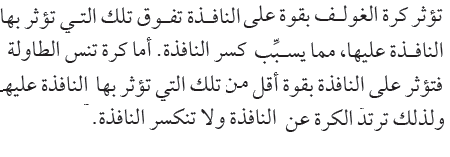 تؤثر كرة الغولف بقوة على النافذة تفوق تلك التي تؤثر بها
النافذة عليها، مما يسبِّب كسر النافذة. أما كرة تنس الطاولة
فتؤثر على النافذة بقوة أقل من تلك التي تؤثر بها النافذة عليها
ولذلك ترتدّ الكرة عن النافذة ولا تنكسر النافذة.